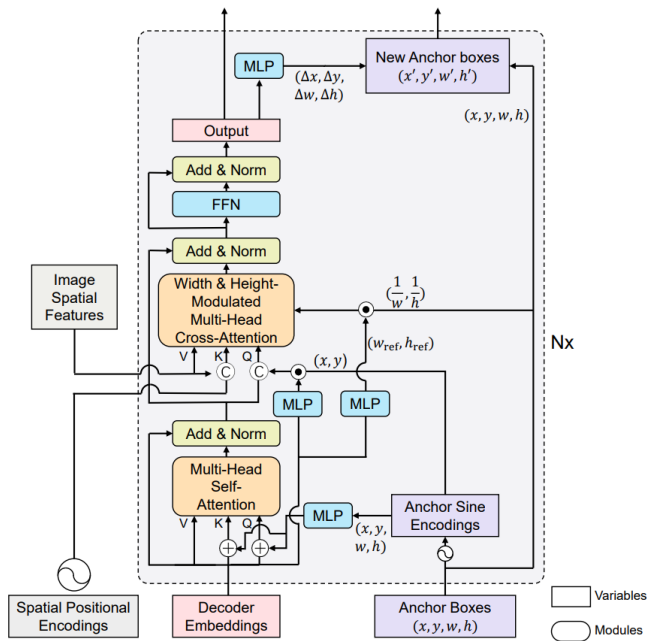 New Anchor boxes
(x′, y′, w′, h′)
MLP
(Δx, Δy,
Δw, Δh)
(x, y, w, h)
Output
Add & Norm
FFN
Add & Norm
Image
Spatial
Features
Width & Height-
Modulated
Multi-Head
Cross-Attention
(1/w, 1/h)
(w_ref, h_ref)
Nx
V K Q
C C
(x, y)
MLP MLP
Add & Norm
Multi-Head
Self-
Attention
Anchor Sine
Encodings
MLP
(x, y,
w, h)
V K Q
+ +
Spatial Positional
Encodings
Decoder
Embeddings
Anchor Boxes
(x, y, w, h)
Variables
Modules